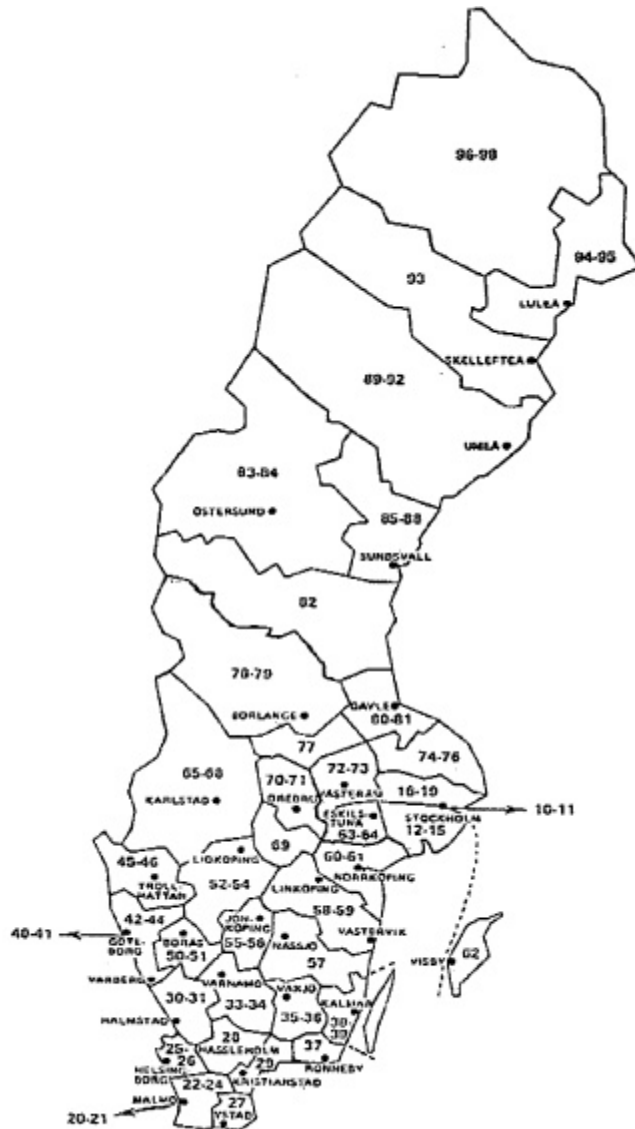 96-98
94-95
93
LULEÅ
SKELLEFTEÅ
89-92
UMEÅ
83-84
85-88
ÖSTERSUND
SUNDSVALL
82
78-79
GÄVLE
80-81
BORLÄNGE
77
74-76
65-68
72-73
70-71
VÄSTERÅS
16-19
KARLSTAD
ÖREBRO
10-11
ESKILS-
TUNA
STOCKHOLM
63-64
12-15
69
LIDKÖPING
60-61
45-46
NORRKÖPING
TROLL-
HÄTTAN
52-54
LINKÖPING
58-59
42-44
JÖN-
KÖPING
40-41
GÖTE-
BORG
BORÅS
NÄSSJÖ
VÄSTERVIK
50-51
55-56
57
VISBY
62
VARBERG
VÄRNAMO
VÄXJÖ
30-31
33-34
KALMAR
35-36
38-
39
HALMSTAD
28
HÄSSLEHOLM
37
25-
26
29
RONNEBY
HELSING
BORG
KRISTIANSTAD
22-24
27
MALMÖ
YSTAD
20-21